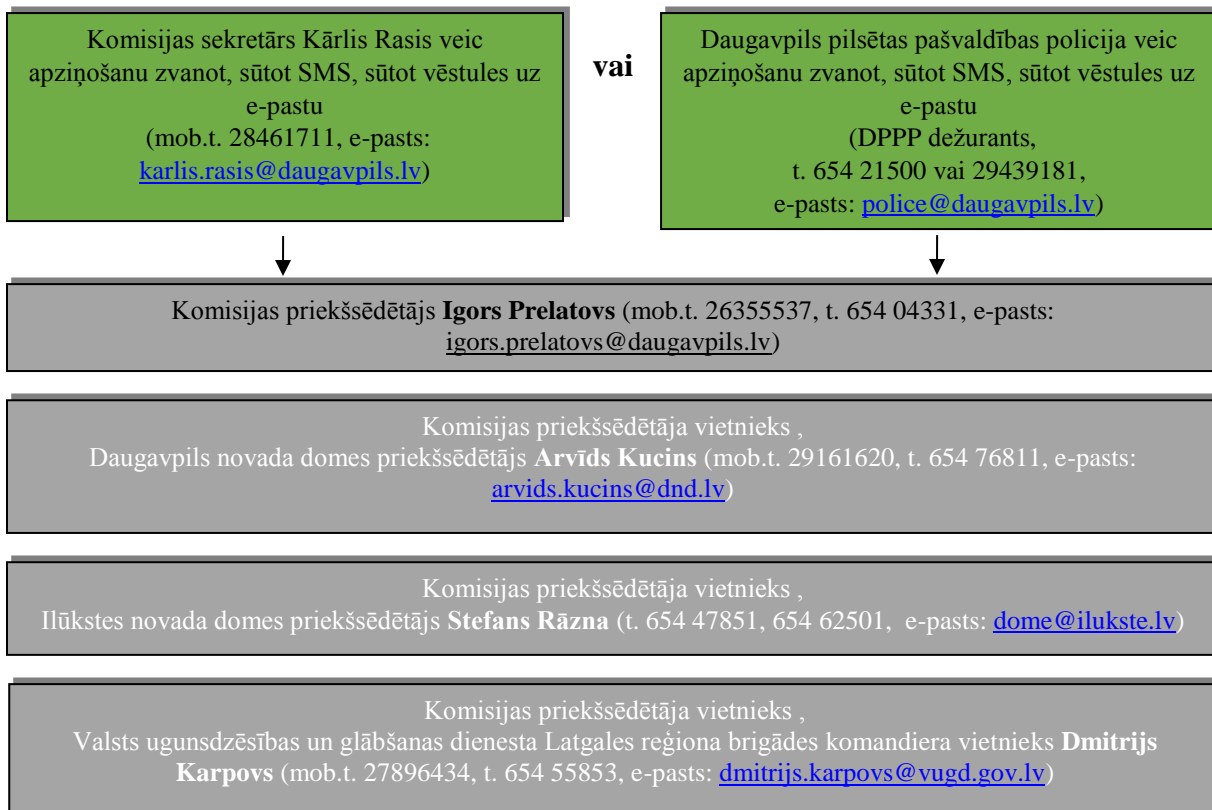 Komisijas sekretārs Kārlis Rasis veic
apziņošanu zvanot, sūtot SMS, sūtot vēstules uz
e-pastu
(mob.t. 28461711, e-pasts:
karlis.rasis@daugavpils.lv)
vai
Daugavpils pilsētas pašvaldības policija veic
apziņošanu zvanot, sūtot SMS, sūtot vēstules uz
e-pastu
(DPPP dežurants,
t. 654 21500 vai 29439181,
e-pasts: police@daugavpils.lv)
Komisijas priekšsēdētājs Igors Prelatovs (mob.t. 26355537, t. 654 04331, e-pasts:
igors.prelatovs@daugavpils.lv)
Komisijas priekšsēdētāja vietnieks ,
Daugavpils novada domes priekšsēdētājs Arvīds Kucins (mob.t. 29161620, t. 654 76811, e-pasts:
arvids.kucins@dnd.lv)
Komisijas priekšsēdētāja vietnieks ,
Ilūkstes novada domes priekšsēdētājs Stefans Rāzna (t. 654 47851, 654 62501, e-pasts: dome@ilukste.lv)
Komisijas priekšsēdētāja vietnieks ,
Valsts ugunsdzēsības un glābšanas dienesta Latgales reģiona brigādes komandiera vietnieks Dmitrijs
Karpovs (mob.t. 27896434, t. 654 55853, e-pasts: dmitrijs.karpovs@vugd.gov.lv)